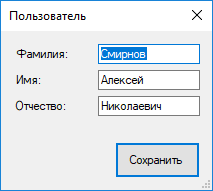 Пользователь
Фамилия: Смирнов
Имя: Алексей
Отчество: Николаевич
Сохранить